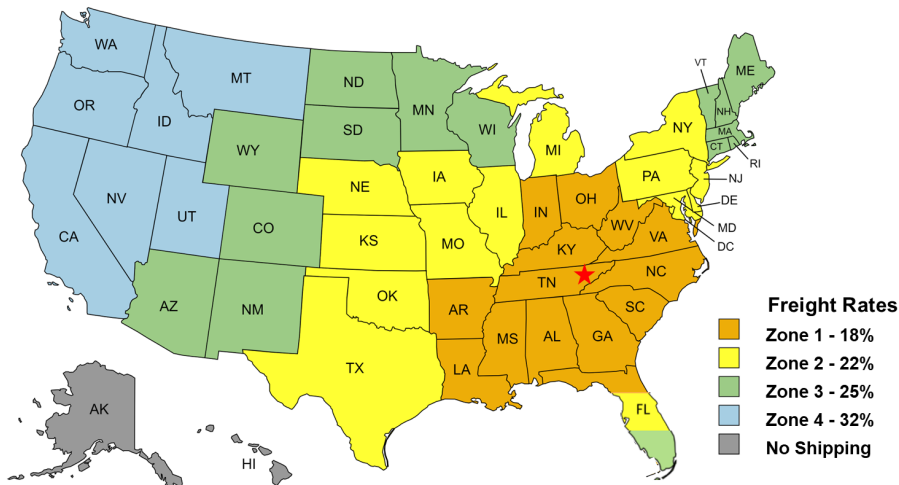 WA
OR
ID
MT
NV
CA
UT
WY
CO
AZ
NM
ND
SD
NE
KS
OK
TX
MN
IA
MO
AR
LA
WI
IL
MI
IN
OH
KY
TN
MS
AL
GA
FL
SC
NC
VA
WV
PA
NY
VT
NH
ME
MA
CT
RI
NJ
DE
MD
DC
AK
HI
Freight Rates
Zone 1 - 18%
Zone 2 - 22%
Zone 3 - 25%
Zone 4 - 32%
No Shipping